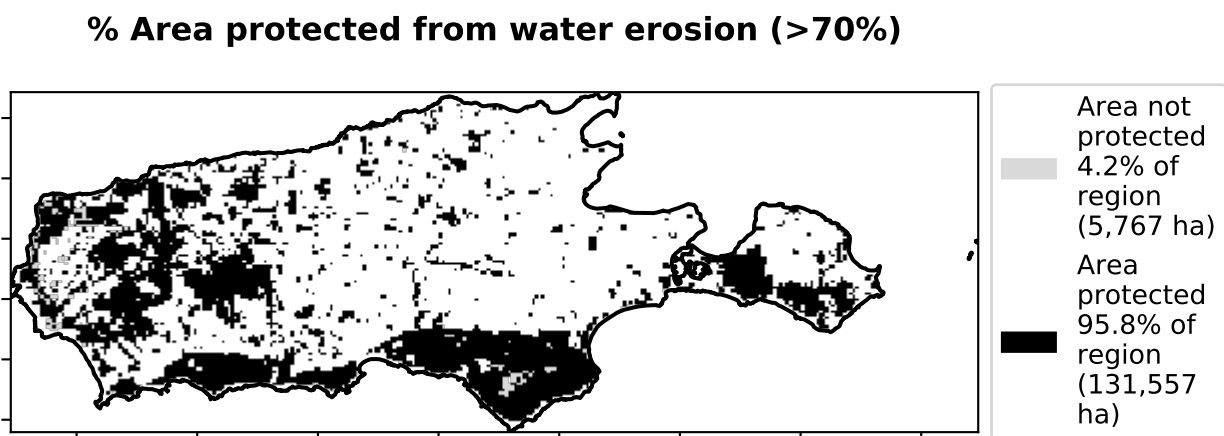 % Area protected from water erosion (>70%)
Area not
protected
4.2% of
region
(5,767 ha)
Area
protected
95.8% of
region
(131,557
ha)